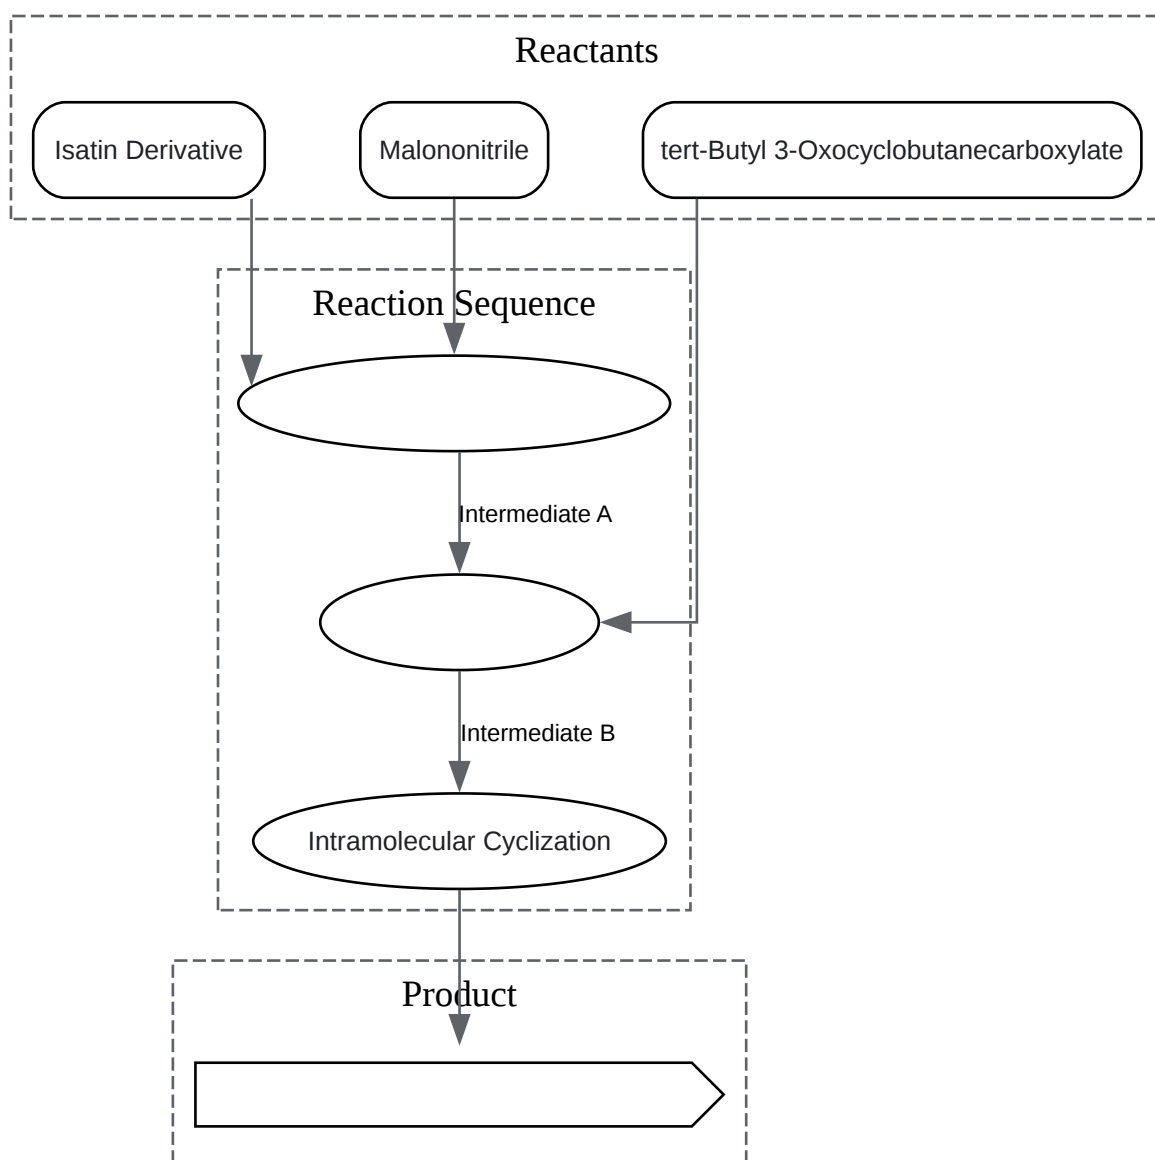 Reactants
Isatin Derivative
Malononitrile
tert-Butyl 3-Oxocyclobutanecarboxylate
Reaction Sequence
Intermediate A
Intermediate B
Intramolecular Cyclization
Product